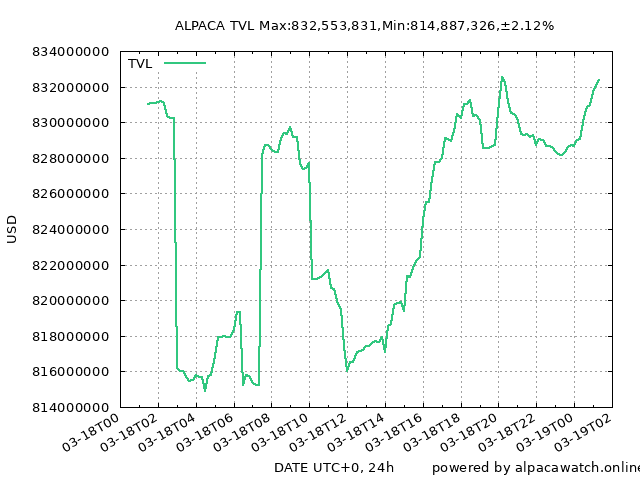 ALPACA TVL Max:832,553,831,Min:814,887,326,±2.12%
834000000
832000000
830000000
828000000
826000000
824000000
822000000
820000000
818000000
816000000
814000000
USD
TVL
03-18T00
03-18T02
03-18T04
03-18T06
03-18T08
03-18T10
03-18T12
03-18T14
03-18T16
03-18T18
03-18T20
03-18T22
03-19T00
03-19T02
DATE UTC+0, 24h
powered by alpacawatch.online